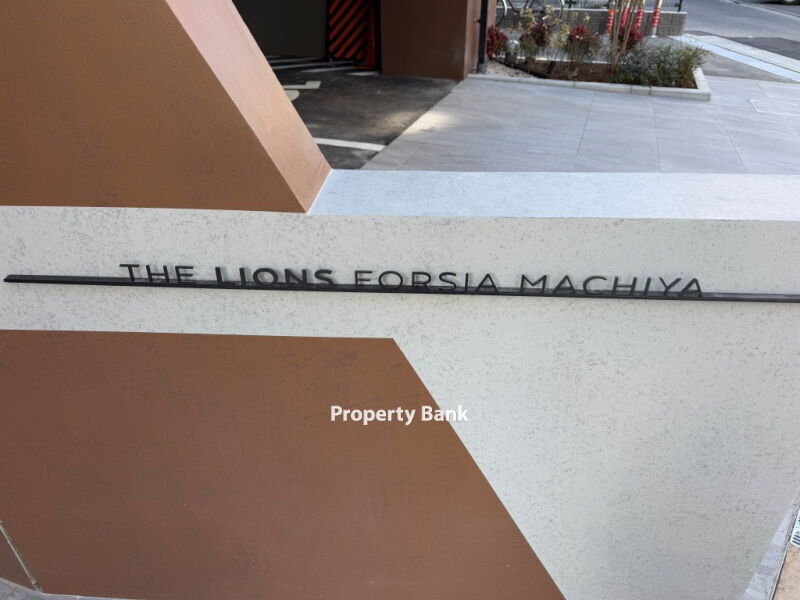 THE LIONS FORSIA MACHIYA
Property Bank